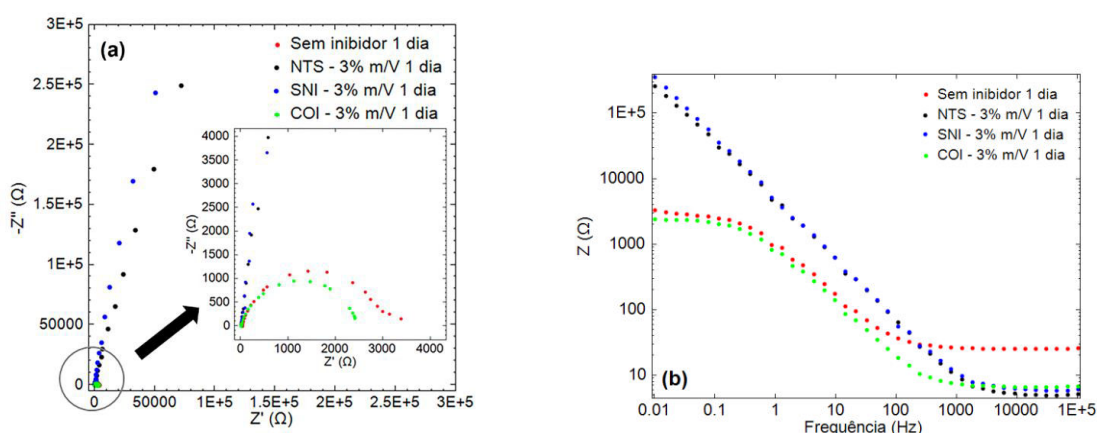 (a)
Sem inibidor 1 dia
NTS - 3% m/V 1 dia
SNI - 3% m/V 1 dia
COI - 3% m/V 1 dia
-Z'' (Ω)
3E+5
2.5E+5
2E+5
1.5E+5
1E+5
50000
0
0 50000 1E+5 1.5E+5 2E+5 2.5E+5 3E+5
Z' (Ω)
-Z'' (Ω)
4000
3500
3000
2500
2000
1500
1000
500
0
0 1000 2000 3000 4000
Z' (Ω)
Sem inibidor 1 dia
NTS - 3% m/V 1 dia
SNI - 3% m/V 1 dia
COI - 3% m/V 1 dia
Z (Ω)
1E+5
10000
1000
100
10
(b)
0.01 0.1 1 10 100 1000 10000 1E+5
Frequência (Hz)